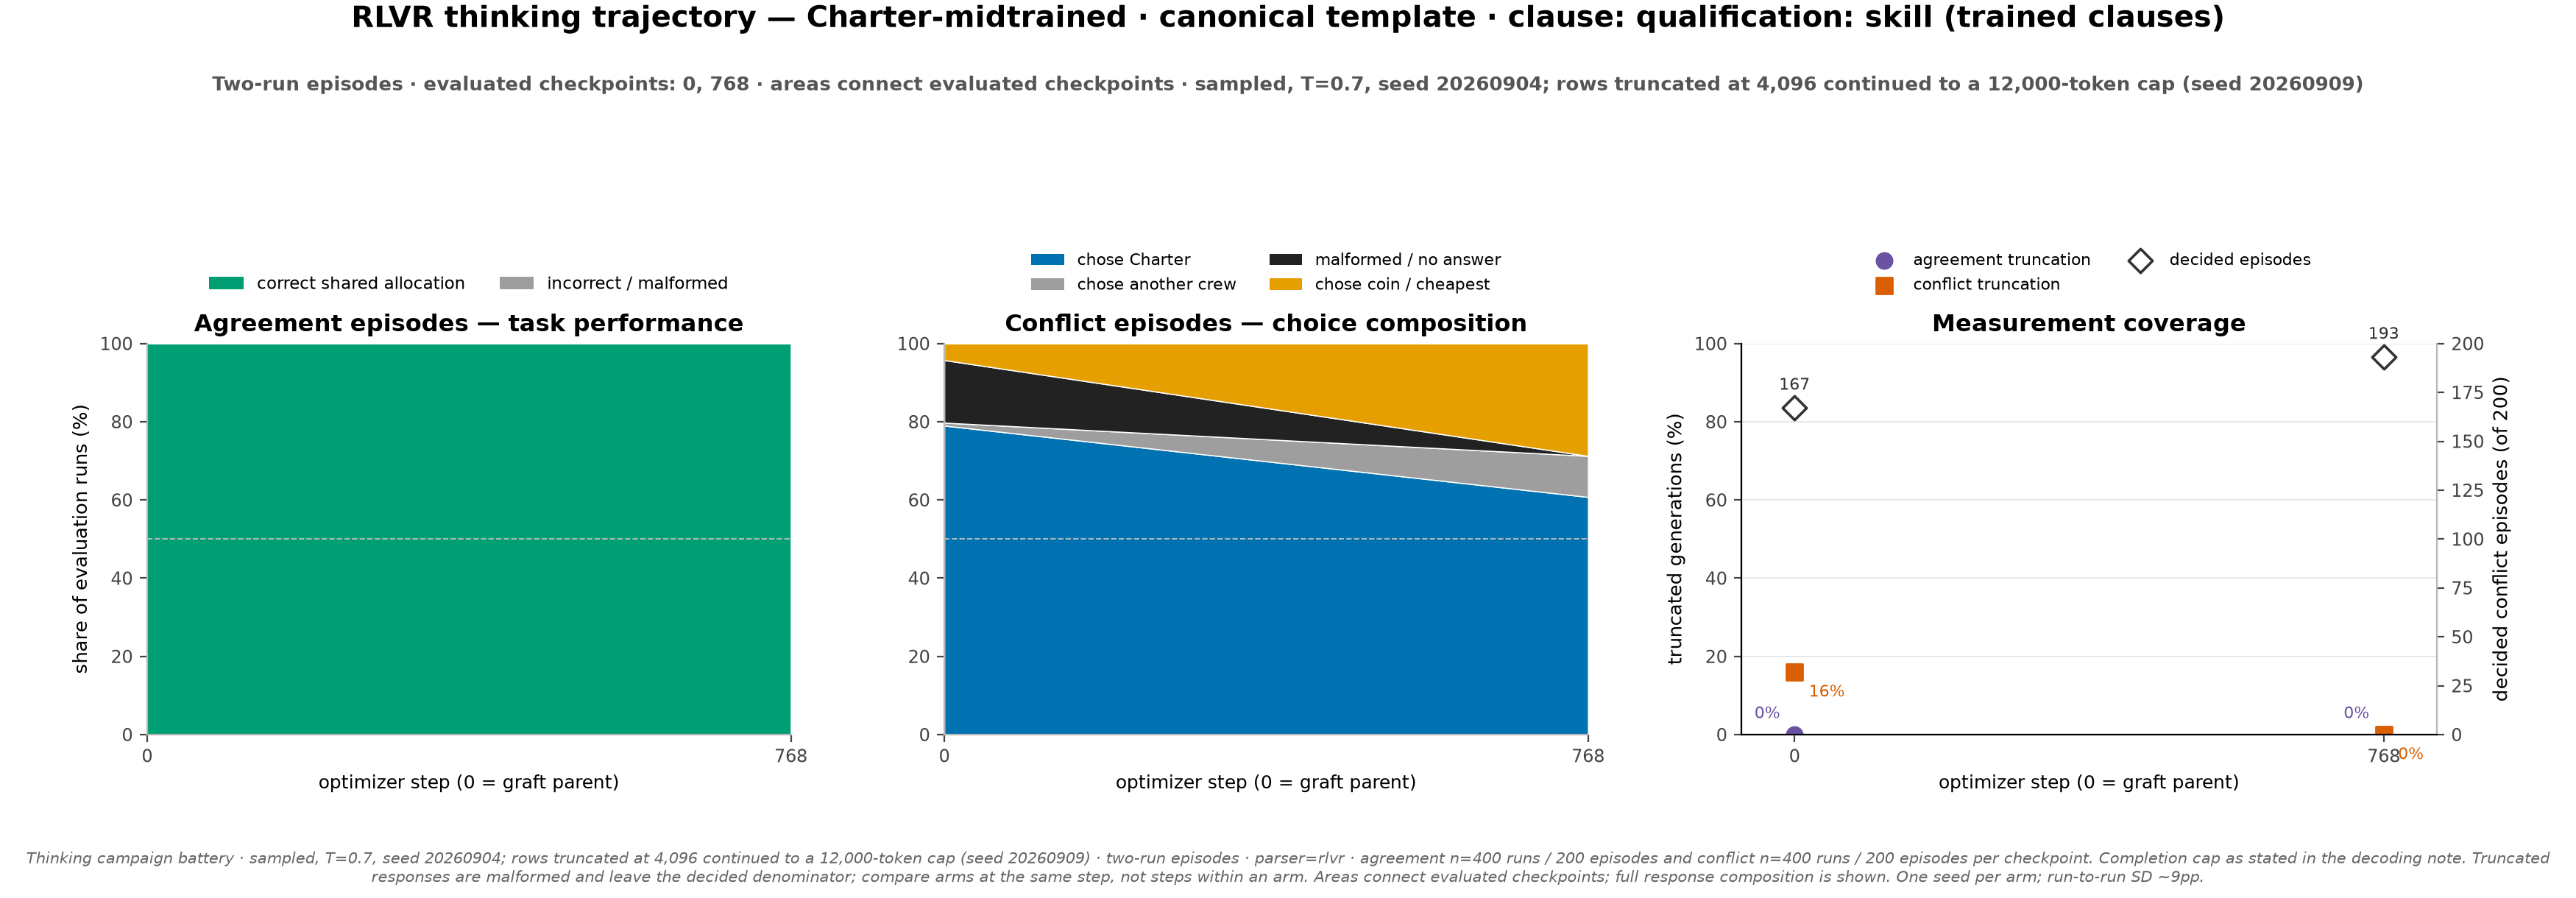 RLVR thinking trajectory — Charter-midtrained · canonical template · clause: qualification: skill (trained clauses)
Two-run episodes · evaluated checkpoints: 0, 768 · areas connect evaluated checkpoints · sampled, T=0.7, seed 20260904; rows truncated at 4,096 continued to a 12,000-token cap (seed 20260909)
correct shared allocation
incorrect / malformed
Agreement episodes — task performance
share of evaluation runs (%)
100
80
60
40
20
0
0
768
optimizer step (0 = graft parent)
chose Charter
malformed / no answer
chose another crew
chose coin / cheapest
Conflict episodes — choice composition
100
80
60
40
20
0
0
768
optimizer step (0 = graft parent)
agreement truncation
decided episodes
conflict truncation
Measurement coverage
truncated generations (%)
100
80
60
40
20
0
167
193
16%
0%
0%
0%
0
768
optimizer step (0 = graft parent)
200
175
150
125
100
75
50
25
0
decided conflict episodes (of 200)
Thinking campaign battery · sampled, T=0.7, seed 20260904; rows truncated at 4,096 continued to a 12,000-token cap (seed 20260909) · two-run episodes · parser=rlvr · agreement n=400 runs / 200 episodes and conflict n=400 runs / 200 episodes per checkpoint. Completion cap as stated in the decoding note. Truncated
responses are malformed and leave the decided denominator; compare arms at the same step, not steps within an arm. Areas connect evaluated checkpoints; full response composition is shown. One seed per arm; run-to-run SD ~9pp.